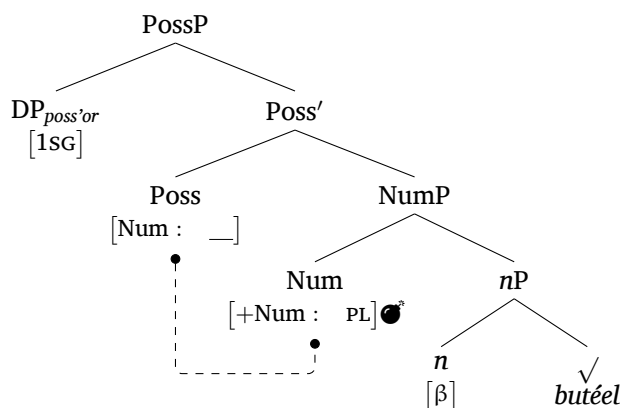 PossP
DPposs'or Poss′
[1SG]
Poss NumP
[Num : __]
Num nP
[+Num : PL]💣
n √
[β] butéel